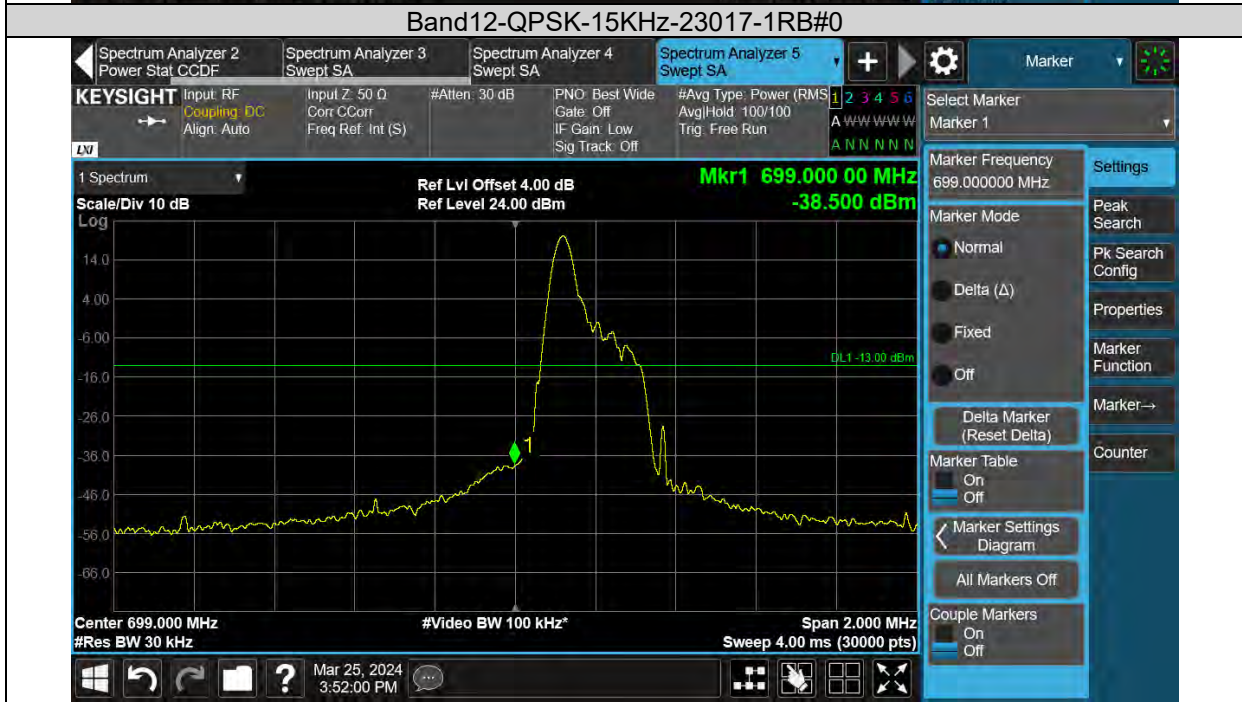 Band12-QPSK-15KHz-23017-1RB#0
Spectrum Analyzer 2
Power Stat CCDF
Spectrum Analyzer 3
Swept SA
Spectrum Analyzer 4
Swept SA
Spectrum Analyzer 5
Swept SA
+
Marker
KEYSIGHT
LXI
Input: RF
Coupling: DC
Align: Auto
Input Z: 50 Ω
Corr CCorr
Freq Ref: Int (S)
#Atten: 30 dB
PNO: Best Wide
Gate: Off
IF Gain: Low
Sig Track: Off
#Avg Type: Power (RMS
Avg|Hold: 100/100
Trig: Free Run
1 2 3 4 5 6
A W W W W W
A N N N N N
Select Marker
Marker 1
1 Spectrum
Scale/Div 10 dB
Log
Ref Lvl Offset 4.00 dB
Ref Level 24.00 dBm
Mkr1 699.000 00 MHz
-38.500 dBm
14.0
4.00
-6.00
-16.0
-26.0
-36.0
-46.0
-56.0
-66.0
DL1 -13.00 dBm
1
Center 699.000 MHz
#Res BW 30 kHz
#Video BW 100 kHz*
Span 2.000 MHz
Sweep 4.00 ms (30000 pts)
Marker Frequency
699.000000 MHz
Marker Mode
Normal
Delta (Δ)
Fixed
Off
Delta Marker
(Reset Delta)
Marker Table
On
Off
Marker Settings
Diagram
All Markers Off
Couple Markers
On
Off
Settings
Peak
Search
Pk Search
Config
Properties
Marker
Function
Marker→
Counter
?
Mar 25, 2024
3:52:00 PM